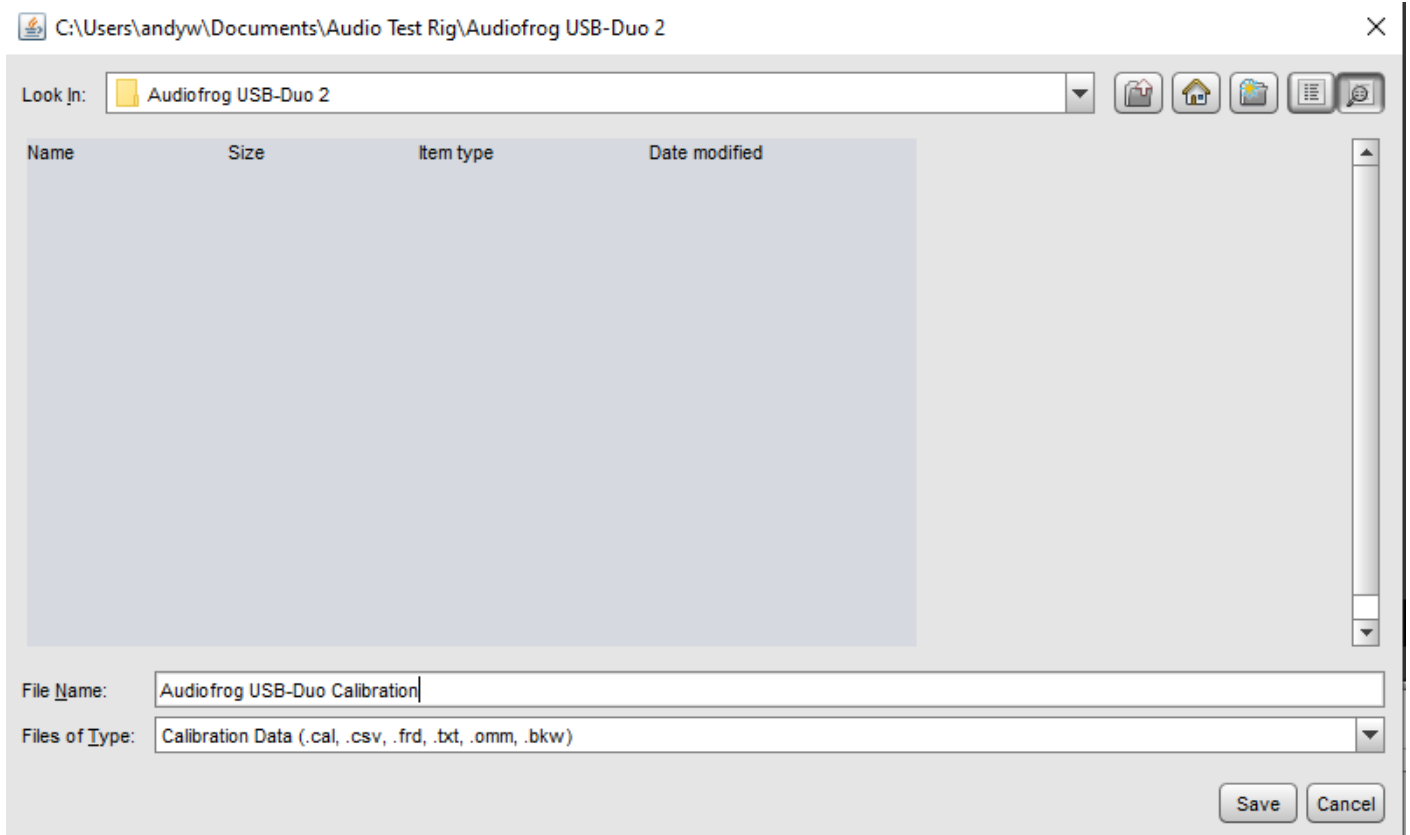 C:\Users\andyw\Documents\Audio Test Rig\Audiofrog USB-Duo 2
Look In: Audiofrog USB-Duo 2
Name Size Item type Date modified
File Name: Audiofrog USB-Duo Calibration
Files of Type: Calibration Data (.cal, .csv, .frd, .txt, .omm, .bkw)
Save Cancel